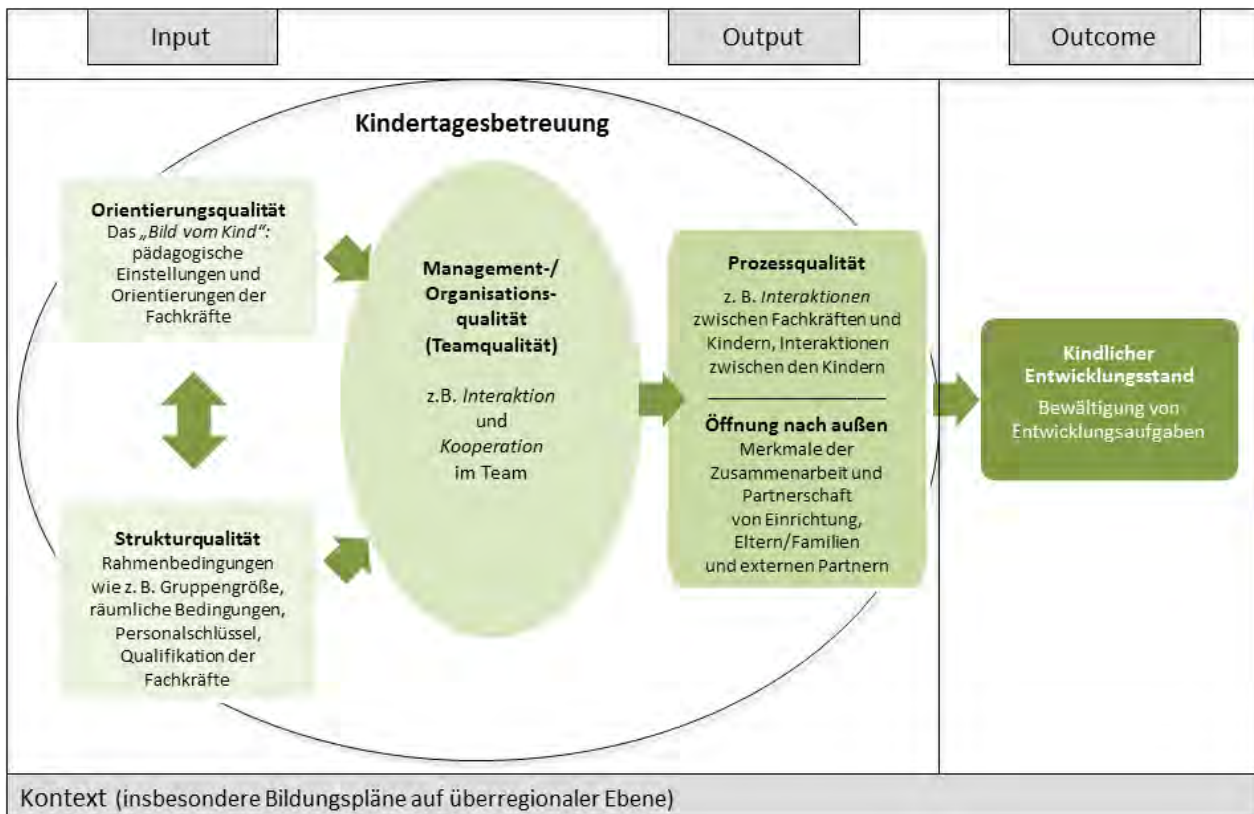 Input
Output
Outcome
Kindertagesbetreuung
Orientierungsqualität
Das „Bild vom Kind“:
pädagogische
Einstellungen und
Orientierungen der
Fachkräfte
Strukturqualität
Rahmenbedingungen
wie z. B. Gruppengröße,
räumliche Bedingungen,
Personalschlüssel,
Qualifikation der
Fachkräfte
Management-/
Organisations-
qualität
(Teamqualität)
z.B. Interaktion
und
Kooperation
im Team
Prozessqualität
z. B. Interaktionen
zwischen Fachkräften und
Kindern, Interaktionen
zwischen den Kindern
Öffnung nach außen
Merkmale der
Zusammenarbeit und
Partnerschaft
von Einrichtung,
Eltern/Familien
und externen Partnern
Kindlicher
Entwicklungsstand
Bewältigung von
Entwicklungsaufgaben
Kontext (insbesondere Bildungspläne auf überregionaler Ebene)